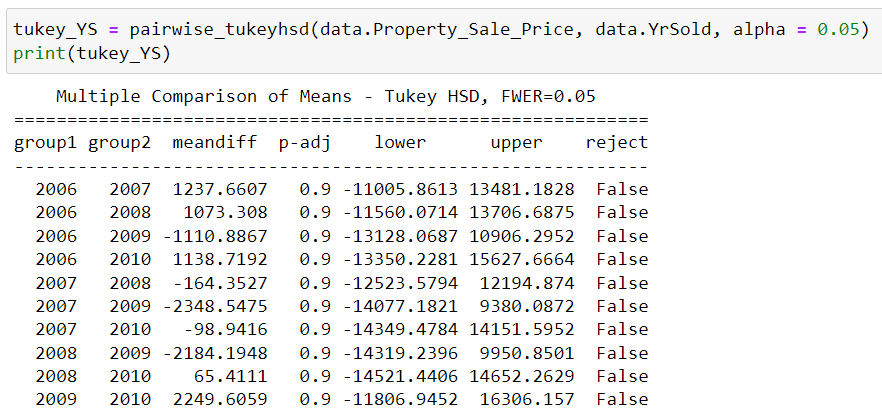 tukey_YS = pairwise_tukeyhsd(data.Property_Sale_Price, data.YrSold, alpha = 0.05)
print(tukey_YS)
Multiple Comparison of Means - Tukey HSD, FWER=0.05
============================================================
group1 group2 meandiff p-adj lower upper reject
------------------------------------------------------------
2006 2007 1237.6607 0.9 -11005.8613 13481.1828 False
2006 2008 1073.308 0.9 -11560.0714 13706.6875 False
2006 2009 -1110.8867 0.9 -13128.0687 10906.2952 False
2006 2010 1138.7192 0.9 -13350.2281 15627.6664 False
2007 2008 -164.3527 0.9 -12523.5794 12194.874 False
2007 2009 -2348.5475 0.9 -14077.1821 9380.0872 False
2007 2010 -98.9416 0.9 -14349.4784 14151.5952 False
2008 2009 -2184.1948 0.9 -14319.2396 9950.8501 False
2008 2010 65.4111 0.9 -14521.4406 14652.2629 False
2009 2010 2249.6059 0.9 -11806.9452 16306.157 False